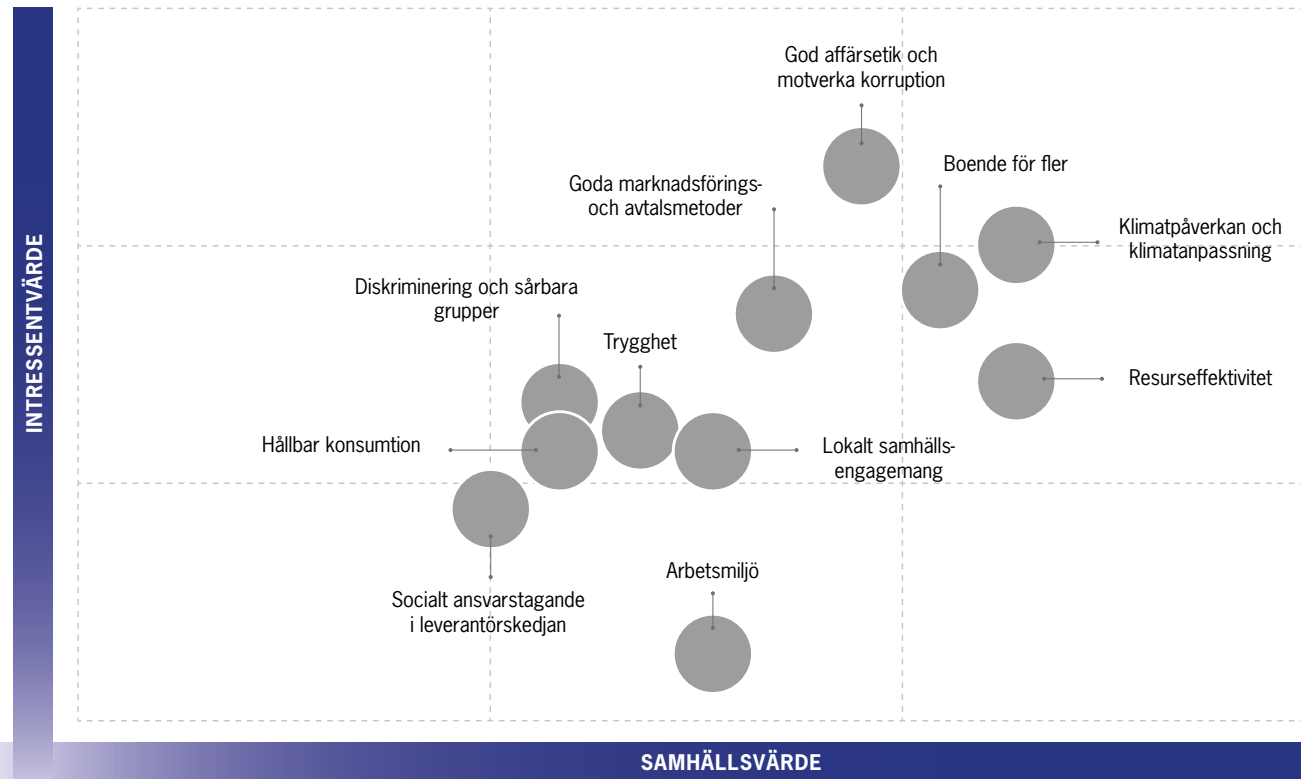 God affärsetik och
motverka korruption
Boende för fler
Goda marknadsförings-
och avtalsmetoder
Klimatpåverkan och
klimatanpassning
Diskriminering och sårbara
grupper
Trygghet
Resurseffektivitet
Hållbar konsumtion
Lokalt samhälls-
engagemang
Arbetsmiljö
Socialt ansvarstagande
i leverantörskedjan
INTRESSENTVÄRDE
SAMHÄLLSVÄRDE